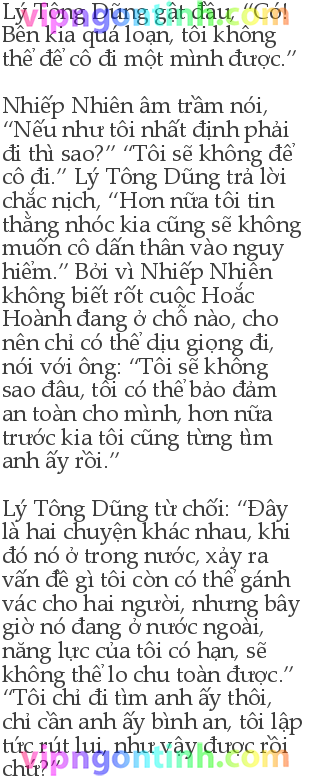 Lý Tông Dũng gật đầu, “Có!
Bên kia quá loạn, tôi không
thể để cô đi một mình được.”

Nhiếp Nhiên âm trầm nói,
“Nếu như tôi nhất định phải
đi thì sao?” “Tôi sẽ không để
cô đi.” Lý Tông Dũng trả lời
chắc nịch, “Hơn nữa tôi tin
thằng nhóc kia cũng sẽ không
muốn cô dấn thân vào nguy
hiểm.” Bởi vì Nhiếp Nhiên
không biết rốt cuộc Hoắc
Hoành đang ở chỗ nào, cho
nên chỉ có thể dịu giọng đi,
nói với ông: “Tôi sẽ không
sao đâu, tôi có thể bảo đảm
an toàn cho mình, hơn nữa
trước kia tôi cũng từng tìm
anh ấy rồi.”

Lý Tông Dũng từ chối: “Đây
là hai chuyện khác nhau, khi
đó nó ở trong nước, xảy ra
vấn đề gì tôi còn có thể gánh
vác cho hai người, nhưng bây
giờ nó đang ở nước ngoài,
năng lực của tôi có hạn, sẽ
không thể lo chu toàn được.”
“Tôi chỉ đi tìm anh ấy thôi,
chỉ cần anh ấy bình an, tôi lập
tức rút lui, như vậy được rồi
chứ?”
vipngontinh.com
vipngontinh.com